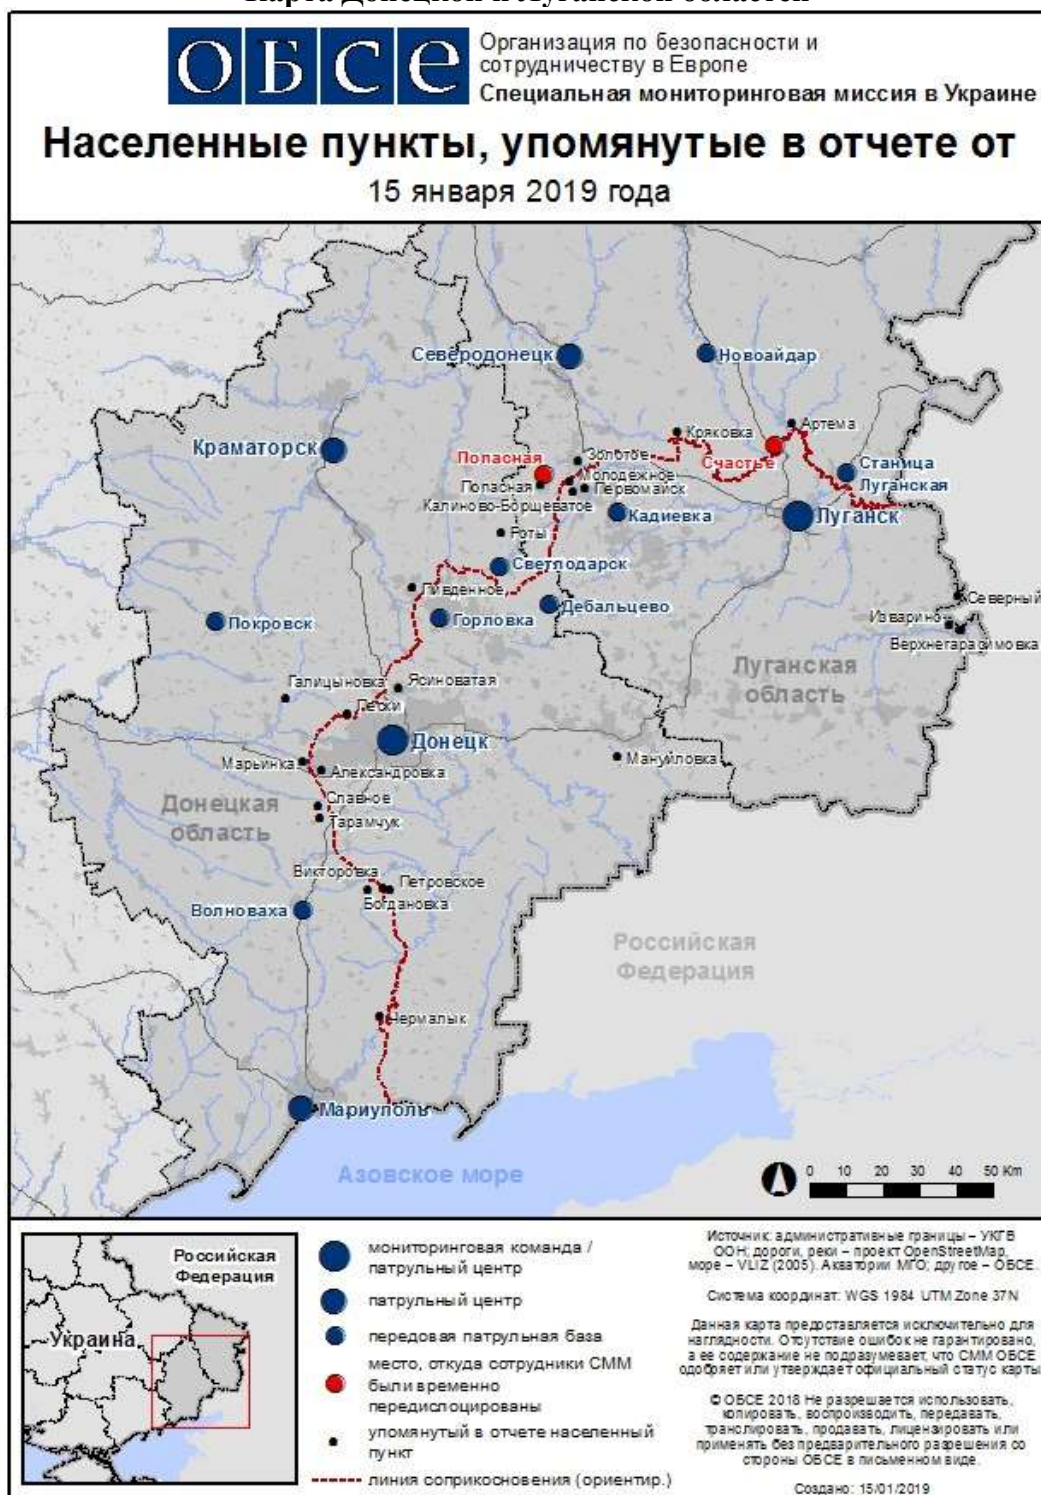 Карта Донецкой и Луганской областей
ОБСЕ
Организация по безопасности и
сотрудничеству в Европе
Специальная мониторинговая миссия в Украине
Населенные пункты, упомянутые в отчете от
15 января 2019 года
Северодонецк
Новоайдар
Краматорск
Кряковка
Артема
Попасная
Золотое
Счастье
Станица
Луганская
Молодежное
Попасная
Первомайск
Калиново-Борщеватое
Кадиевка
Луганск
Роты
Светлодарск
Пивденное
Дебальцево
Северный
Покровск
Горловка
Изварино
Верхнегарасимовка
Луганская
область
Галицыновка
Ясиноватая
Пески
Донецк
Марьинка
Александровка
Мануйловка
Донецкая
область
Славное
Тарамчук
Викторовка
Петровское
Богдановка
Волноваха
Российская
Федерация
Чермалык
Мариуполь
Азовское море
0 10 20 30 40 50 Km
Российская
Федерация
Украина
мониторинговая команда /
патрульный центр
патрульный центр
передовая патрульная база
место, откуда сотрудники СММ
были временно
передислоцированы
упомянутый в отчете населенный
пункт
линия соприкосновения (ориентир.)
Источник: административные границы – УКГВ
ООН; дороги, реки – проект OpenStreetMap,
море – VLIZ (2005). Акватории МГО; другое – ОБСЕ.
Система координат: WGS 1984 UTM Zone 37N
Данная карта предоставляется исключительно для
наглядности. Отсутствие ошибок не гарантировано,
а ее содержание не подразумевает, что СММ ОБСЕ
одобряет или утверждает официальный статус карты.
© ОБСЕ 2018 Не разрешается использовать,
копировать, воспроизводить, передавать,
транслировать, продавать, лицензировать или
применять без предварительного разрешения со
стороны ОБСЕ в письменном виде.
Создано: 15/01/2019